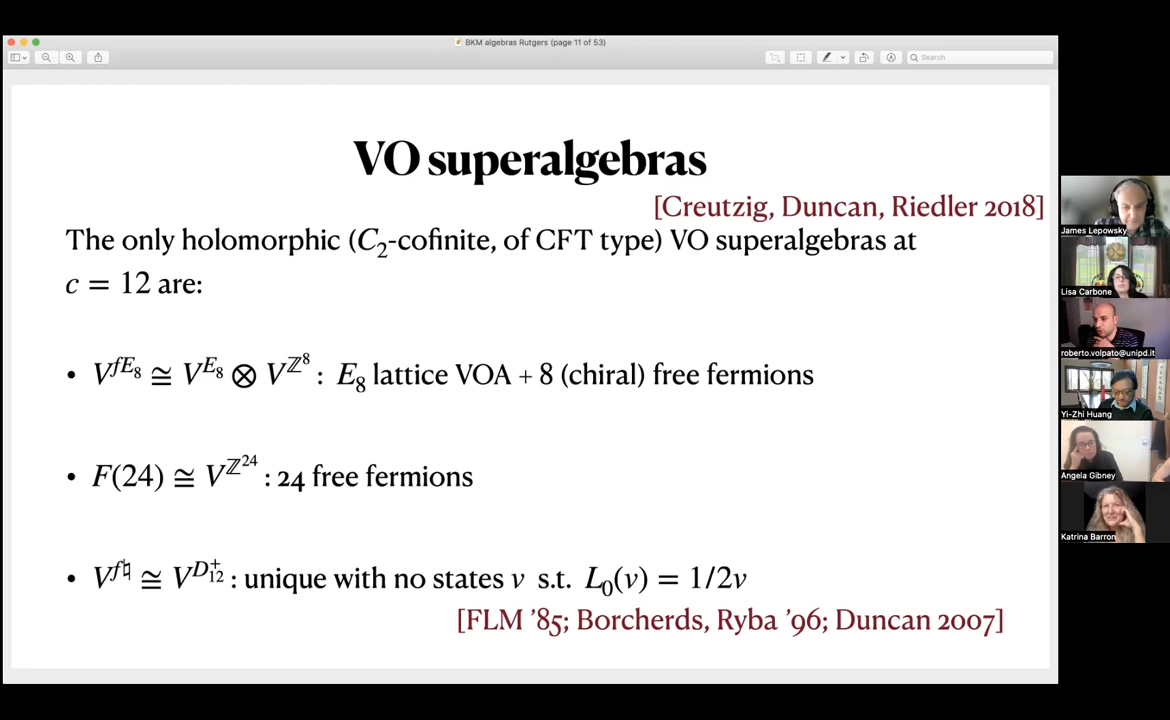 BKM algebras Rutgers (page 11 of 53)
Search
VO superalgebras
[Creutzig, Duncan, Riedler 2018]
The only holomorphic (C₂-cofinite, of CFT type) VO superalgebras at
c = 12 are:
• V^{fE₈} ≅ V^{E₈} ⊗ V^{ℤ⁸} : E₈ lattice VOA + 8 (chiral) free fermions
• F(24) ≅ V^{ℤ²⁴} : 24 free fermions
• V^{f♮} ≅ V^{D₁₂⁺} : unique with no states v s.t. L₀(v) = 1/2v
[FLM ’85; Borcherds, Ryba ’96; Duncan 2007]
James Lepowsky
Lisa Carbone
roberto.volpato@unipd.it
Yi-Zhi Huang
Angela Gibney
Katrina Barron